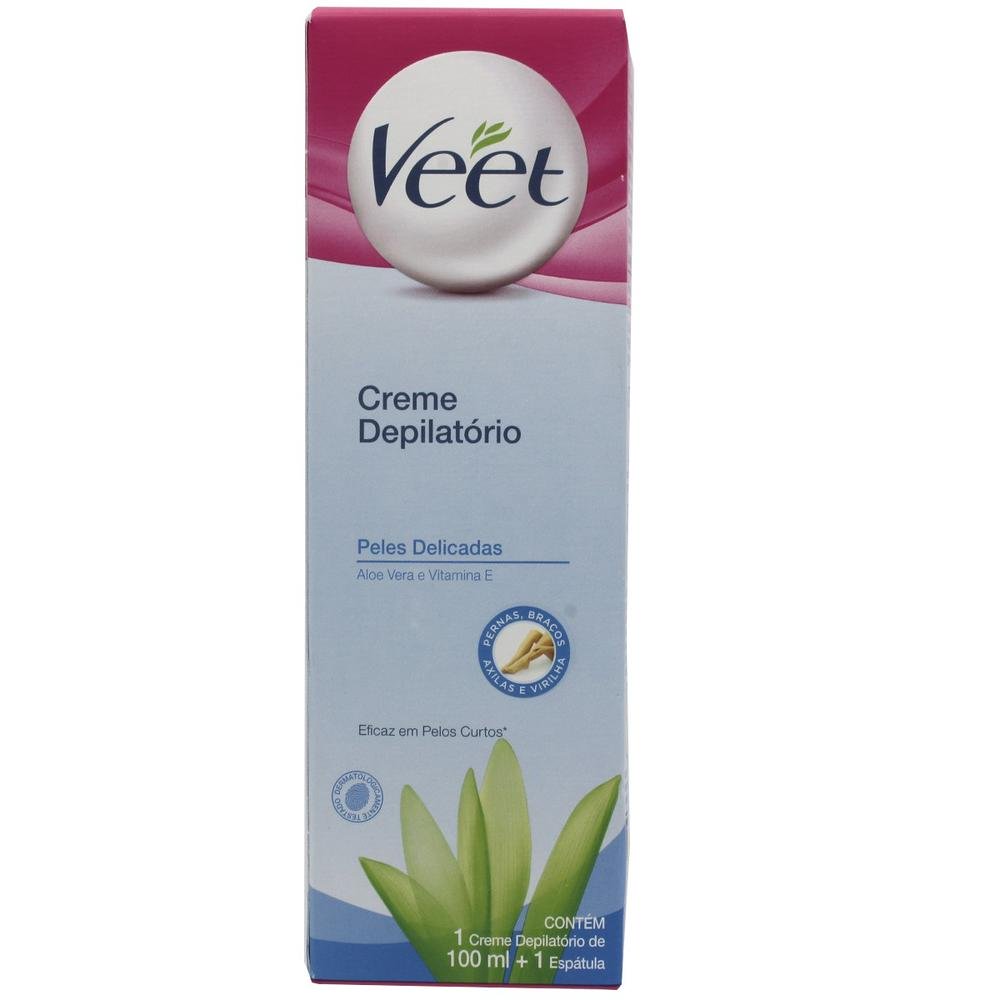 Veet
Creme
Depilatório
Peles Delicadas
Aloe Vera e Vitamina E
PERNAS, BRAÇOS
AXILAS E VIRILHA
Eficaz em Pelos Curtos*
DERMATOLOGICAMENTE TESTADO
CONTÉM
1 Creme Depilatório de
100 ml + 1 Espátula